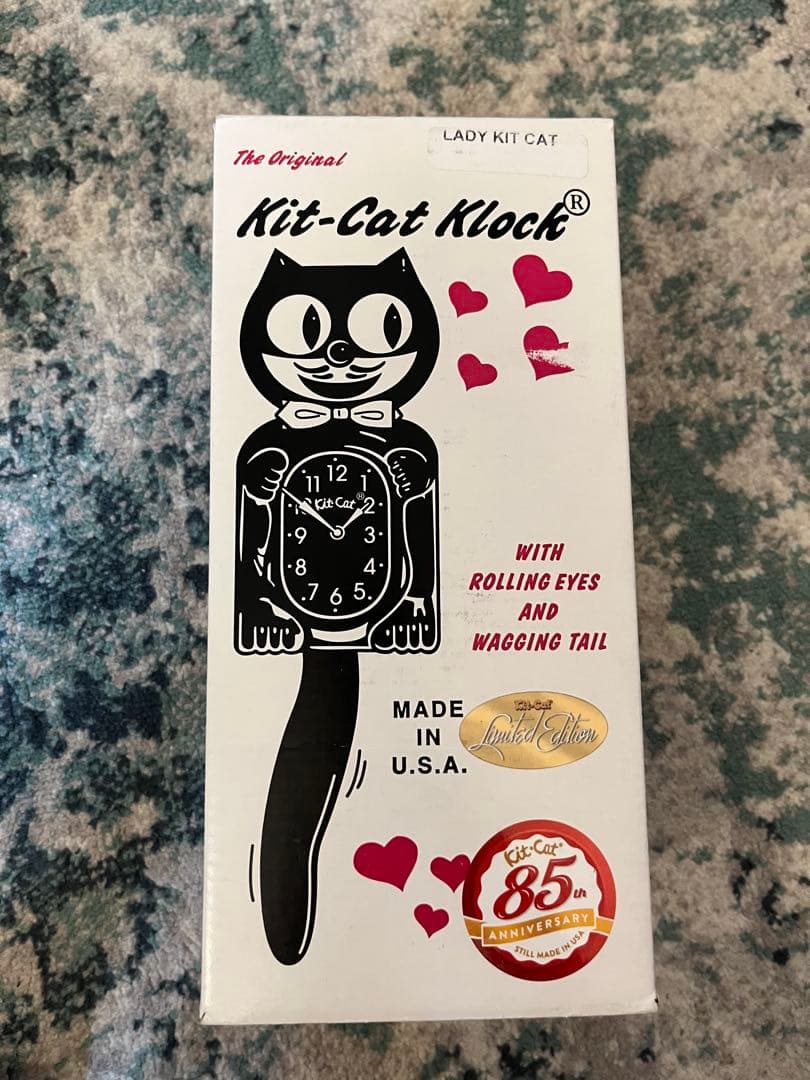 LADY KIT CAT
The Original
Kit-Cat Klock®
11 12 1
10 Kit-Cat® 2
9 3
8 4
7 6 5
WITH
ROLLING EYES
AND
WAGGING TAIL
MADE
IN
U.S.A.
Kit-Cat
Limited Edition
Kit-Cat®
85th
ANNIVERSARY
STILL MADE IN USA